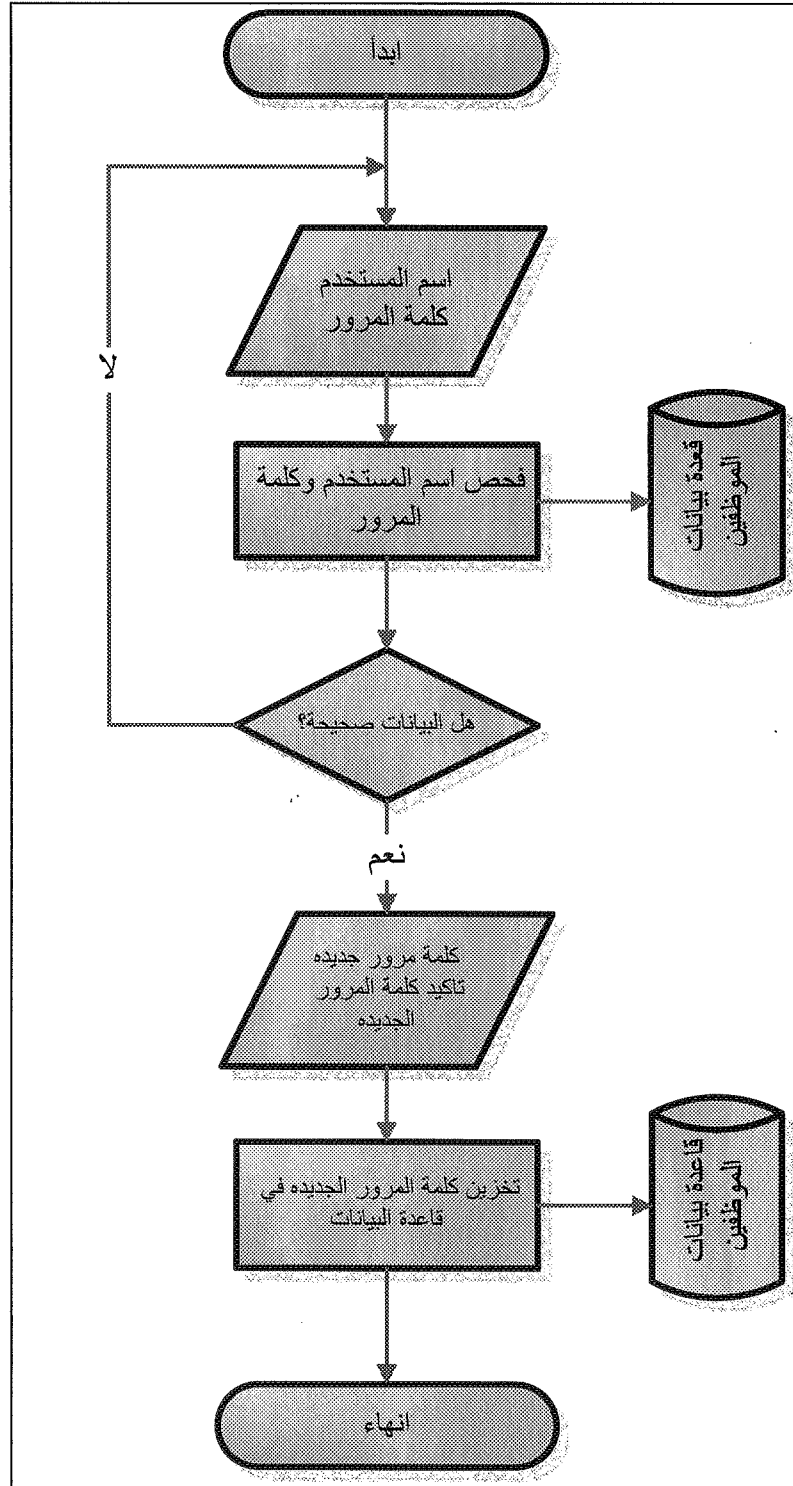 ابدأ
اسم المستخدم
كلمة المرور
لا
فحص اسم المستخدم وكلمة
المرور
قعدة بيانات
الموظفين
هل البيانات صحيحة؟
نعم
كلمة مرور جديده
تاكيد كلمة المرور
الجديده
تخزين كلمة المرور الجديده في
قاعدة البيانات
قاعدة بيانات
الموظفين
انهاء